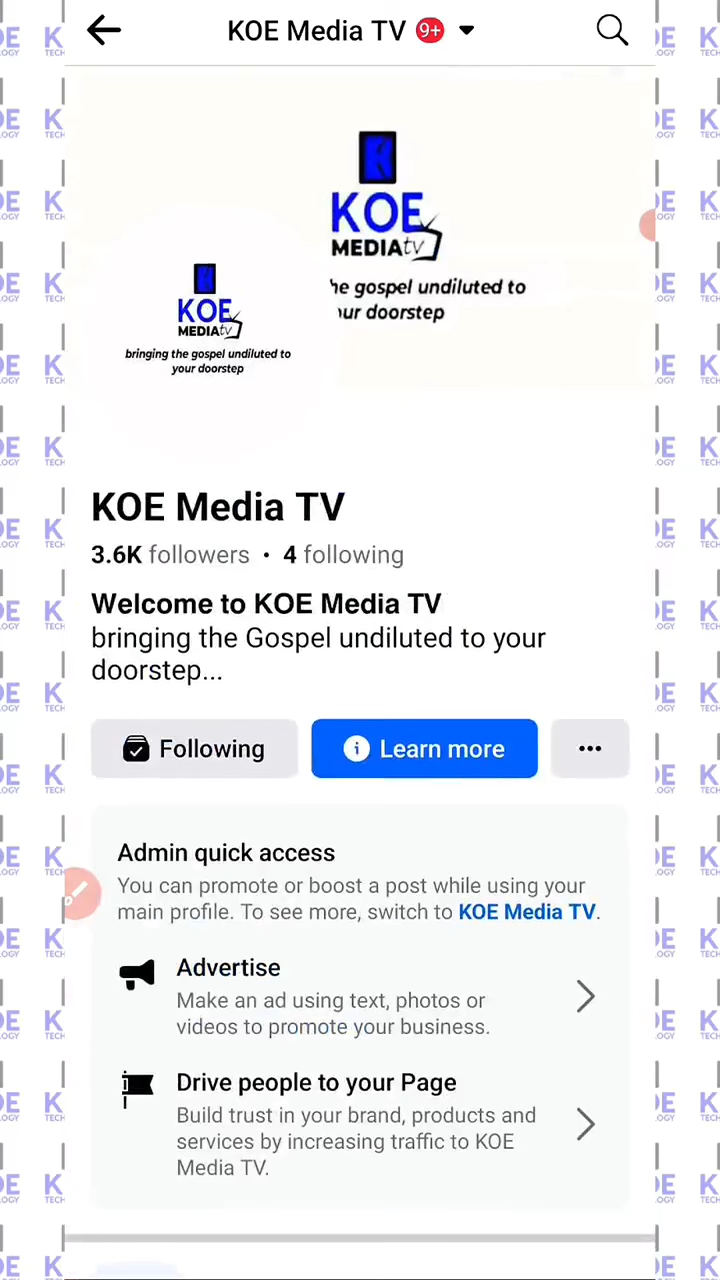 KOE Media TV 9+
KOE
MEDIAtv
he gospel undiluted to
ur doorstep
KOE
MEDIAtv
bringing the gospel undiluted to
your doorstep
KOE Media TV
3.6K followers • 4 following
Welcome to KOE Media TV
bringing the Gospel undiluted to your
doorstep...
Following
Learn more
Admin quick access
You can promote or boost a post while using your
main profile. To see more, switch to KOE Media TV.
Advertise
Make an ad using text, photos or
videos to promote your business.
Drive people to your Page
Build trust in your brand, products and
services by increasing traffic to KOE
Media TV.